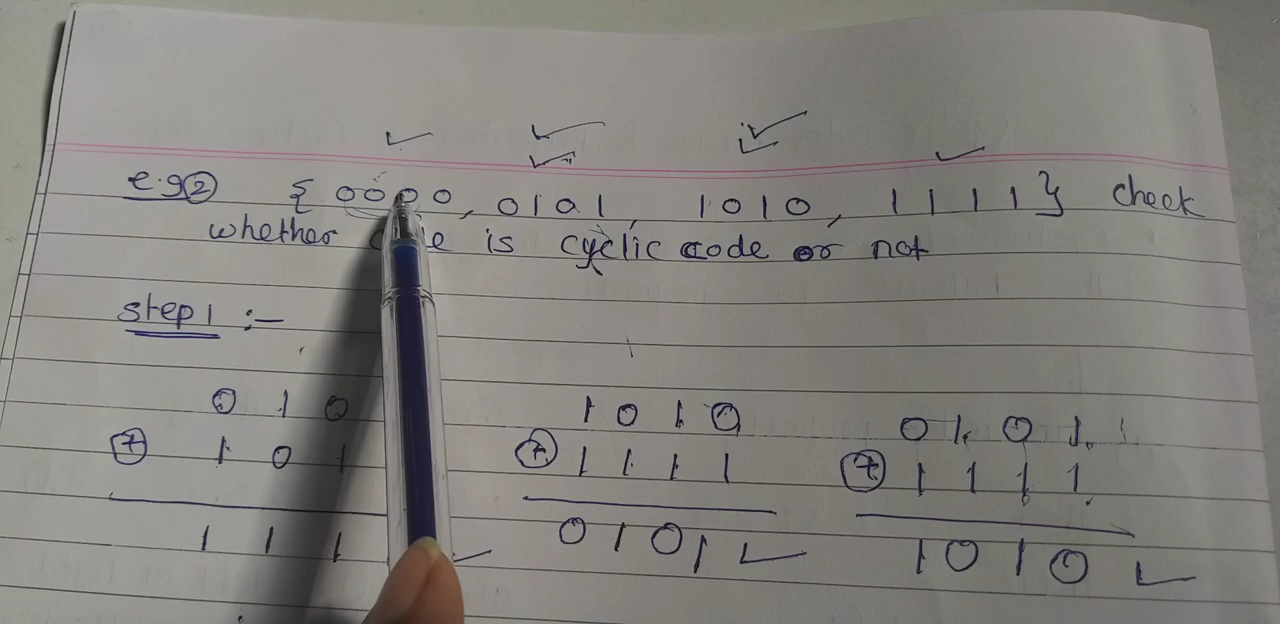 e.g② { 0000, 0101, 1010, 1111 } check
whether is cyclic code or not
step 1 :-
0 1 0 1 0 1 0 0 1 0 1
⊕ 1 0 1 ⊕ 1 1 1 1 ⊕ 1 1 1 1
1 1 1 0 1 0 1 1 0 1 0